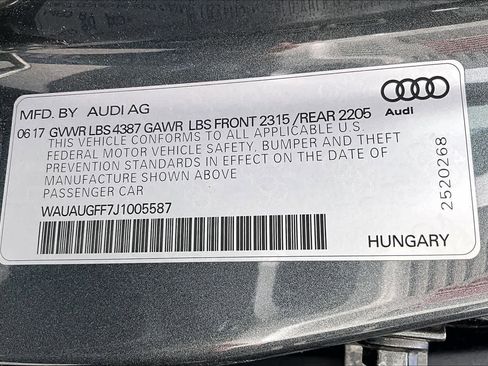 MFD. BY AUDI AG
0617 GVWR LBS 4387 GAWR LBS FRONT 2315 /REAR 2205
THIS VEHICLE CONFORMS TO ALL APPLICABLE U.S.
FEDERAL MOTOR VEHICLE SAFETY, BUMPER AND THEFT
PREVENTION STANDARDS IN EFFECT ON THE DATE OF
MANUFACTURE SHOWN ABOVE
PASSENGER CAR
WAUAUGFF7J1005587
Audi
2520268
HUNGARY